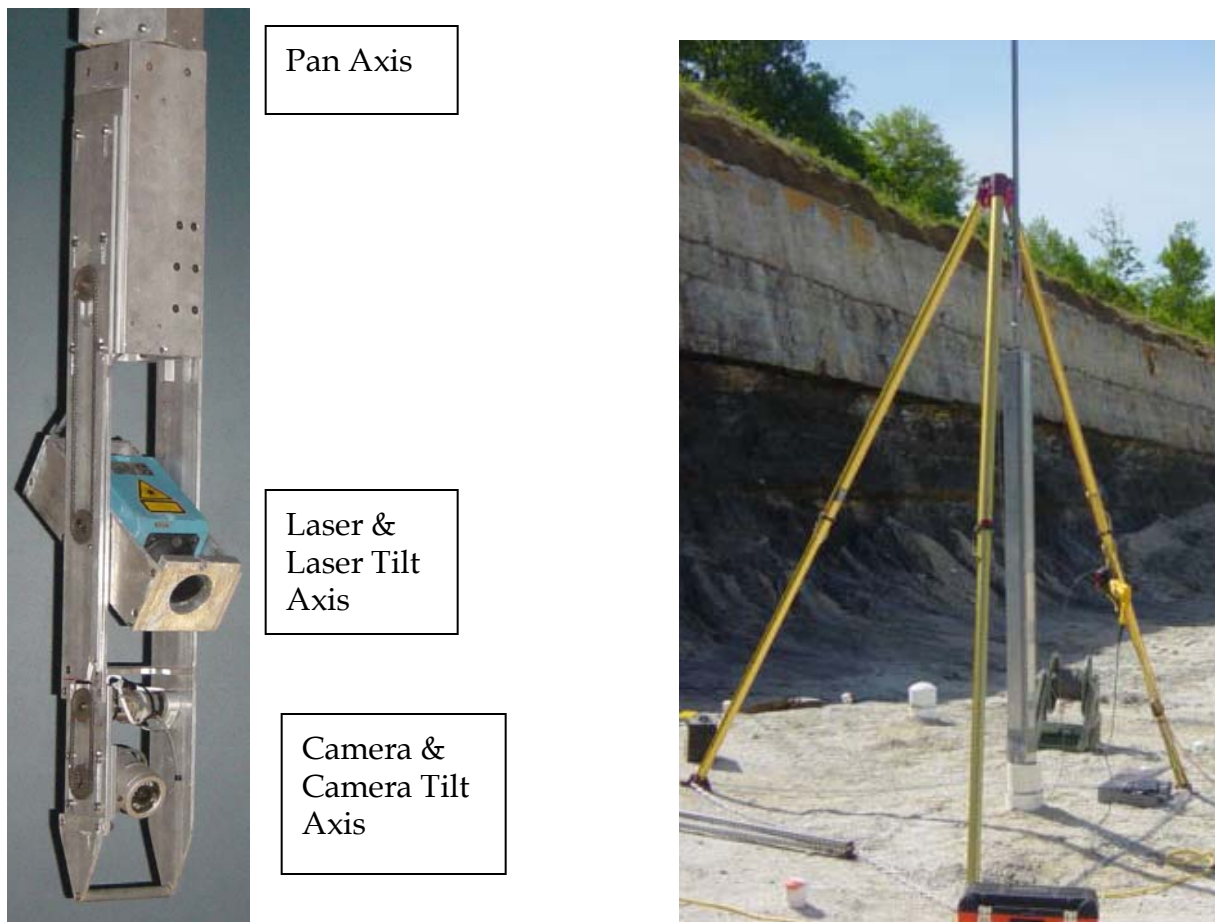 Pan Axis
Laser &
Laser Tilt
Axis
Camera &
Camera Tilt
Axis